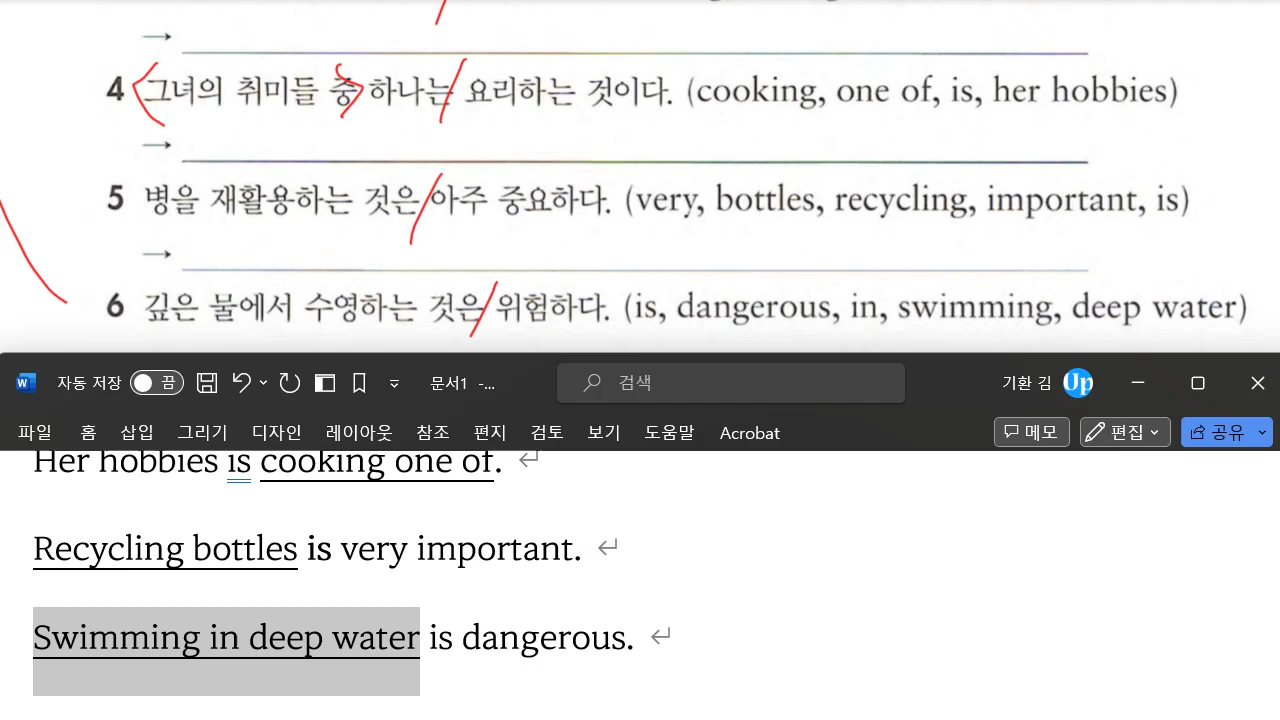 →
4 그녀의 취미들 중 하나는 요리하는 것이다. (cooking, one of, is, her hobbies)
→
5 병을 재활용하는 것은 아주 중요하다. (very, bottles, recycling, important, is)
→
6 깊은 물에서 수영하는 것은 위험하다. (is, dangerous, in, swimming, deep water)
자동 저장 끔 문서1 -... 검색 기환 김 Up
파일 홈 삽입 그리기 디자인 레이아웃 참조 편지 검토 보기 도움말 Acrobat 메모 편집 공유
Her hobbies is cooking one of.
Recycling bottles is very important.
Swimming in deep water is dangerous.